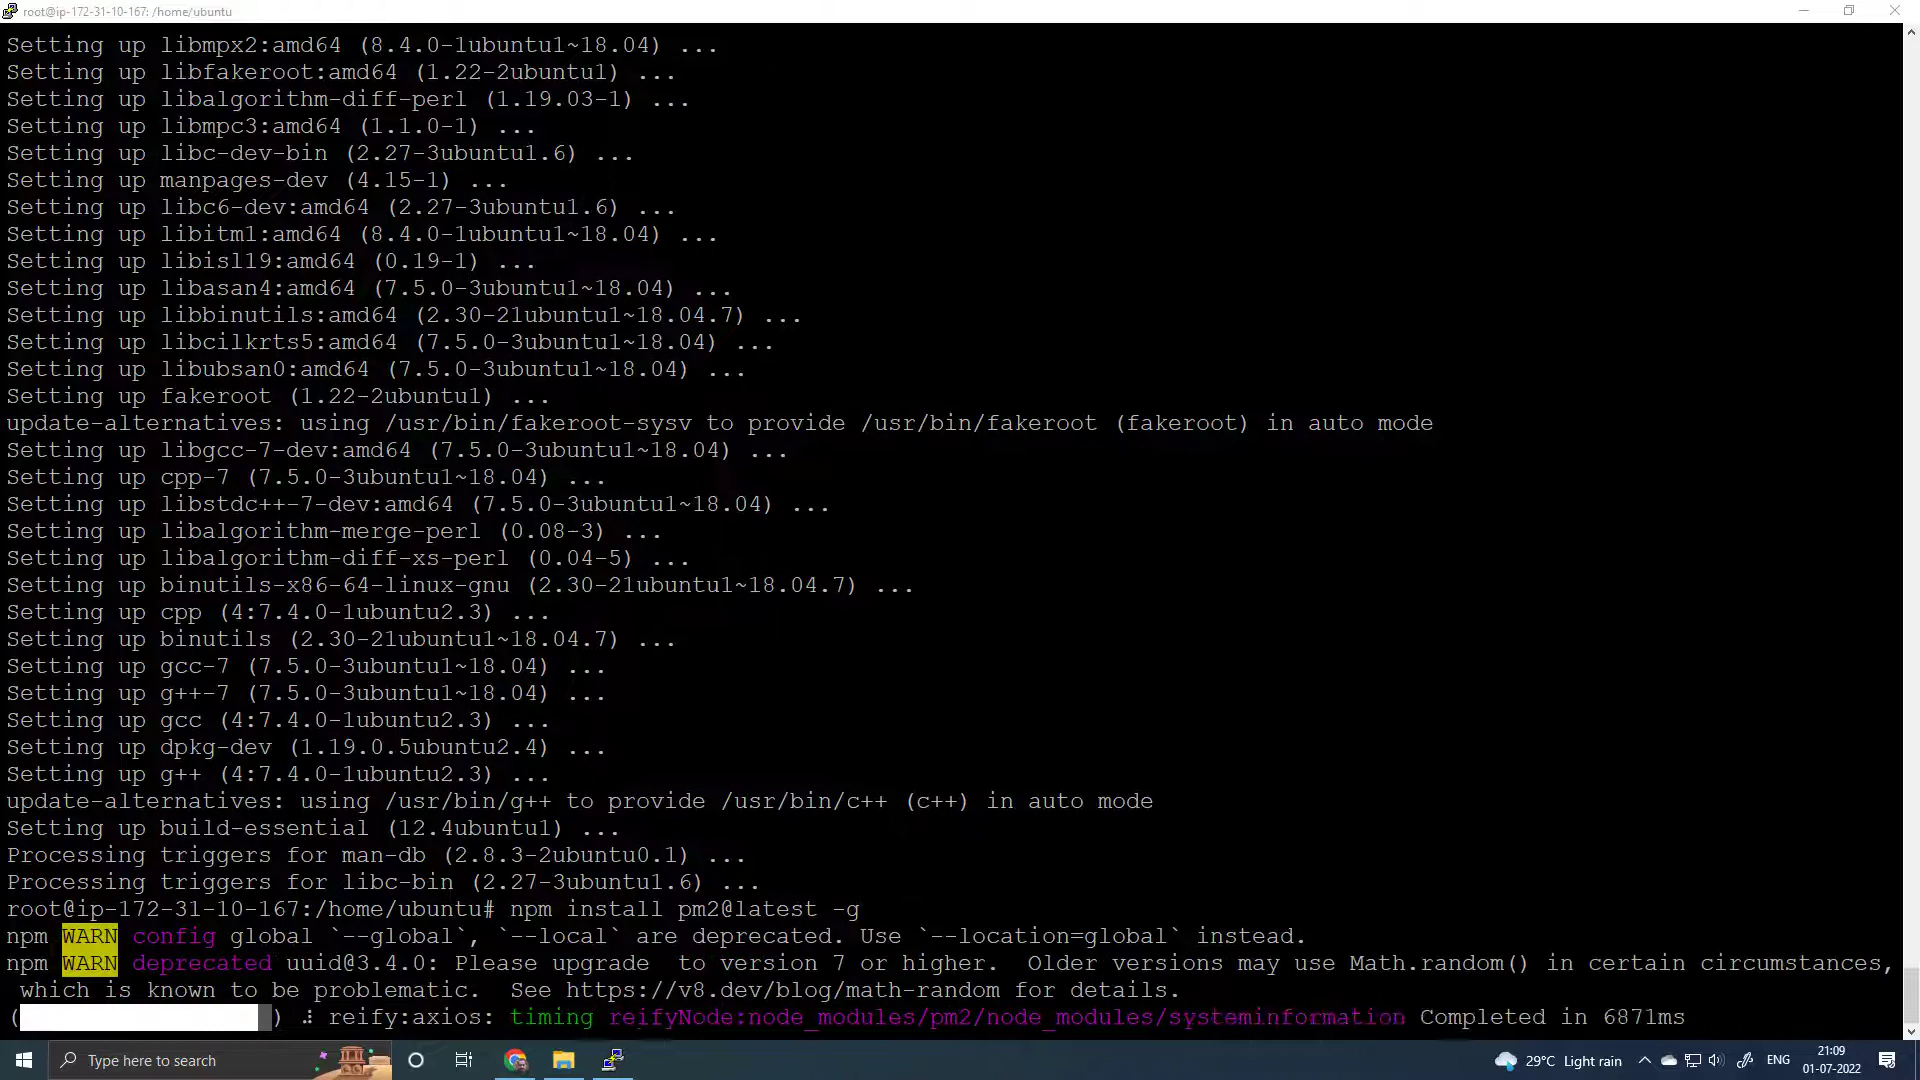 root@ip-172-31-10-167: /home/ubuntu
Setting up libmpx2:amd64 (8.4.0-1ubuntu1~18.04) ...
Setting up libfakeroot:amd64 (1.22-2ubuntu1) ...
Setting up libalgorithm-diff-perl (1.19.03-1) ...
Setting up libmpc3:amd64 (1.1.0-1) ...
Setting up libc-dev-bin (2.27-3ubuntu1.6) ...
Setting up manpages-dev (4.15-1) ...
Setting up libc6-dev:amd64 (2.27-3ubuntu1.6) ...
Setting up libitm1:amd64 (8.4.0-1ubuntu1~18.04) ...
Setting up libisl19:amd64 (0.19-1) ...
Setting up libasan4:amd64 (7.5.0-3ubuntu1~18.04) ...
Setting up libbinutils:amd64 (2.30-21ubuntu1~18.04.7) ...
Setting up libcilkrts5:amd64 (7.5.0-3ubuntu1~18.04) ...
Setting up libubsan0:amd64 (7.5.0-3ubuntu1~18.04) ...
Setting up fakeroot (1.22-2ubuntu1) ...
update-alternatives: using /usr/bin/fakeroot-sysv to provide /usr/bin/fakeroot (fakeroot) in auto mode
Setting up libgcc-7-dev:amd64 (7.5.0-3ubuntu1~18.04) ...
Setting up cpp-7 (7.5.0-3ubuntu1~18.04) ...
Setting up libstdc++-7-dev:amd64 (7.5.0-3ubuntu1~18.04) ...
Setting up libalgorithm-merge-perl (0.08-3) ...
Setting up libalgorithm-diff-xs-perl (0.04-5) ...
Setting up binutils-x86-64-linux-gnu (2.30-21ubuntu1~18.04.7) ...
Setting up cpp (4:7.4.0-1ubuntu2.3) ...
Setting up binutils (2.30-21ubuntu1~18.04.7) ...
Setting up gcc-7 (7.5.0-3ubuntu1~18.04) ...
Setting up g++-7 (7.5.0-3ubuntu1~18.04) ...
Setting up gcc (4:7.4.0-1ubuntu2.3) ...
Setting up dpkg-dev (1.19.0.5ubuntu2.4) ...
Setting up g++ (4:7.4.0-1ubuntu2.3) ...
update-alternatives: using /usr/bin/g++ to provide /usr/bin/c++ (c++) in auto mode
Setting up build-essential (12.4ubuntu1) ...
Processing triggers for man-db (2.8.3-2ubuntu0.1) ...
Processing triggers for libc-bin (2.27-3ubuntu1.6) ...
root@ip-172-31-10-167:/home/ubuntu# npm install pm2@latest -g
npm WARN config global `--global`, `--local` are deprecated. Use `--location=global` instead.
npm WARN deprecated uuid@3.4.0: Please upgrade  to version 7 or higher.  Older versions may use Math.random() in certain circumstances,
which is known to be problematic.  See https://v8.dev/blog/math-random for details.
( ) ⠼ reify:axios: timing reifyNode:node_modules/pm2/node_modules/systeminformation Completed in 6871ms
Type here to search
29°C Light rain
ENG
21:09
01-07-2022